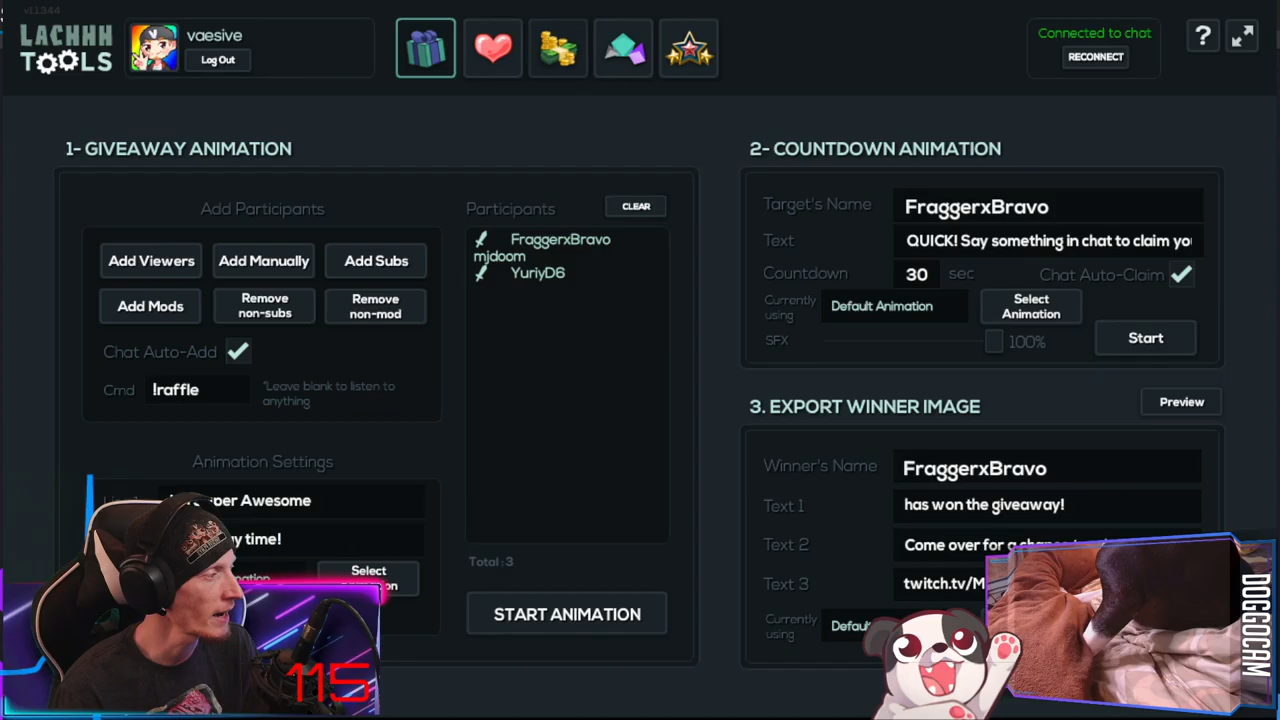 v11.344
LACHHH
TOOLS
vaesive
Log Out
Connected to chat
RECONNECT
?
1- GIVEAWAY ANIMATION
Add Participants
Add Viewers
Add Manually
Add Subs
Add Mods
Remove
non-subs
Remove
non-mod
Chat Auto-Add
Cmd
!raffle
*Leave blank to listen to
anything
Participants
CLEAR
FraggerxBravo
mjdoom
YuriyD6
Total : 3
START ANIMATION
Animation Settings
Awesome
time!
Select
115
2- COUNTDOWN ANIMATION
Target's Name
FraggerxBravo
Text
QUICK! Say something in chat to claim yo
Countdown
30
sec
Chat Auto-Claim
Currently
using
Default Animation
Select
Animation
SFX
100%
Start
3. EXPORT WINNER IMAGE
Preview
Winner's Name
FraggerxBravo
Text 1
has won the giveaway!
Text 2
Come over for a
Text 3
twitch.tv/M
Currently
using
DOGGOCAM